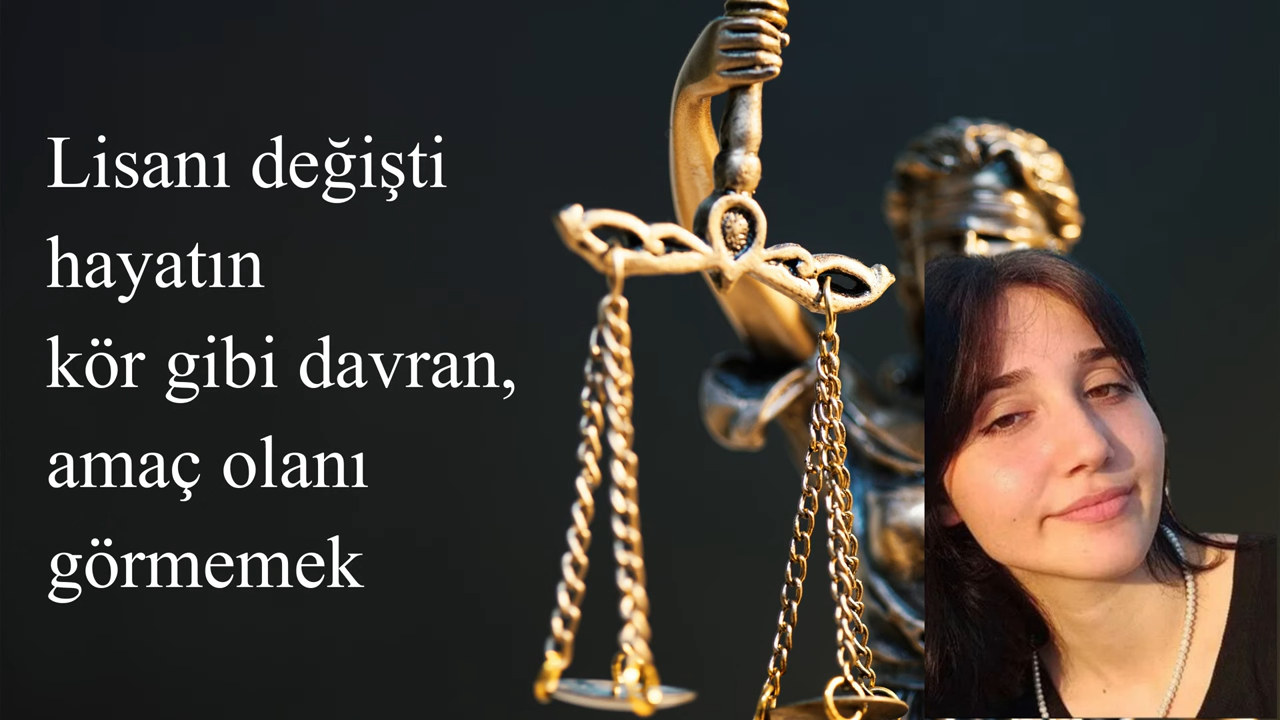 Lisanı değişti
hayatın
kör gibi davran,
amaç olanı
görmemek